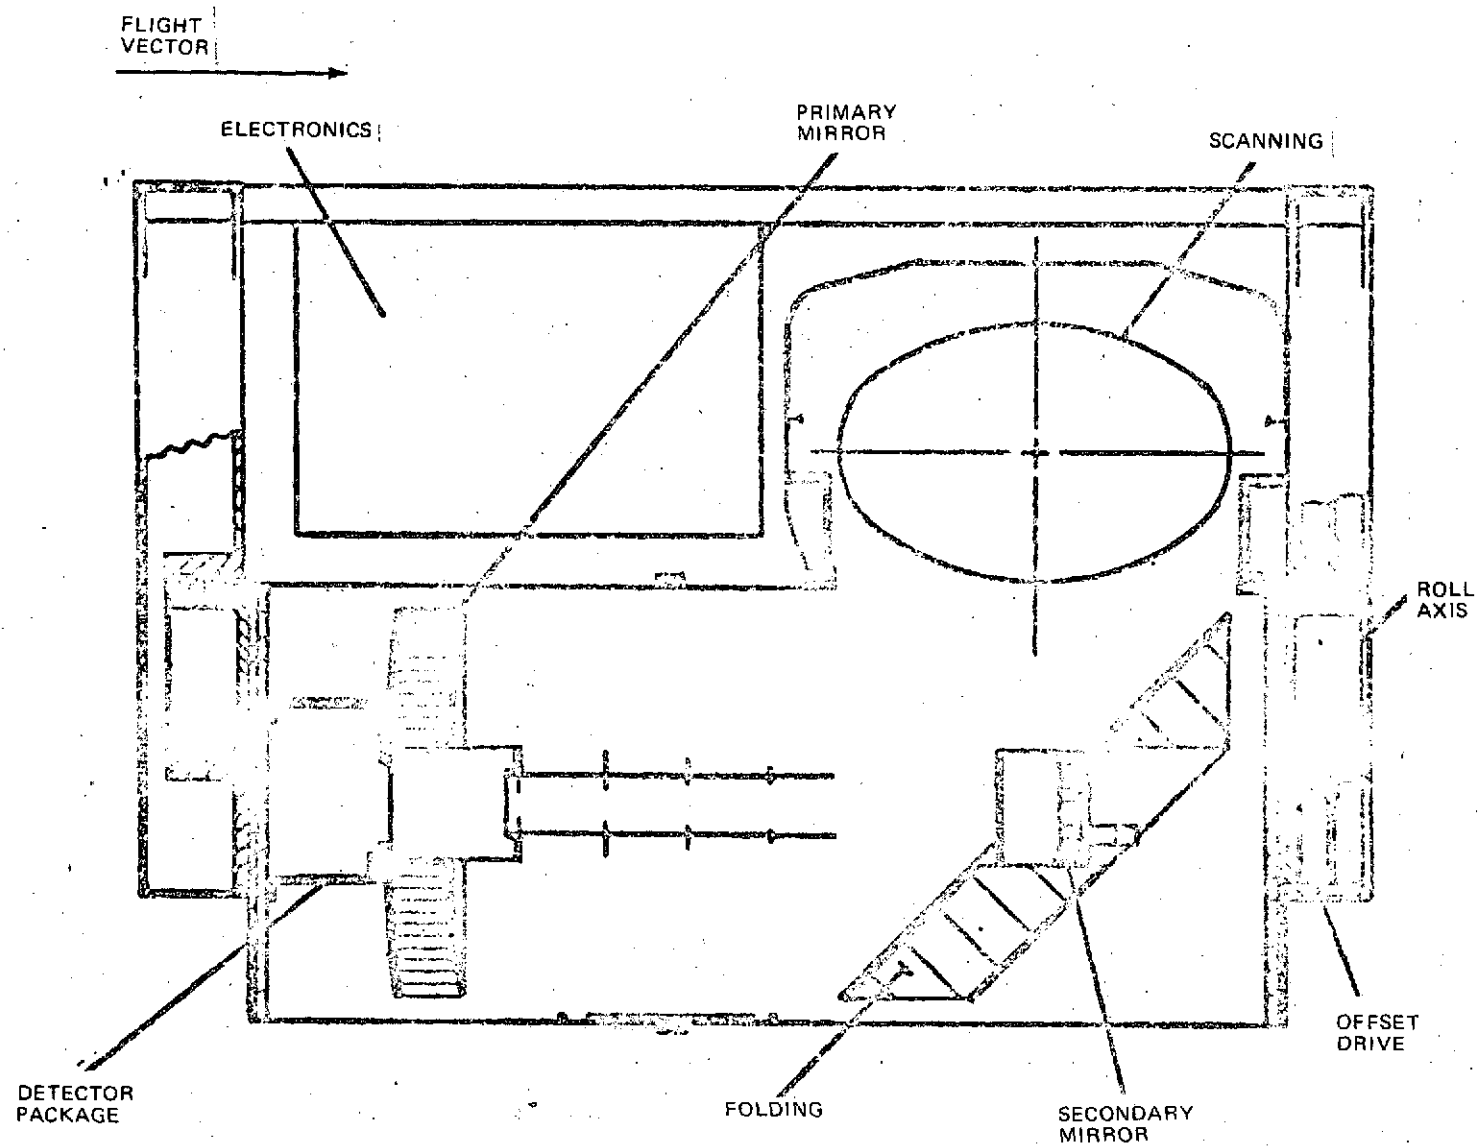 FLIGHT
VECTOR
ELECTRONICS
PRIMARY
MIRROR
SCANNING
ROLL
AXIS
OFFSET
DRIVE
DETECTOR
PACKAGE
FOLDING
SECONDARY
MIRROR